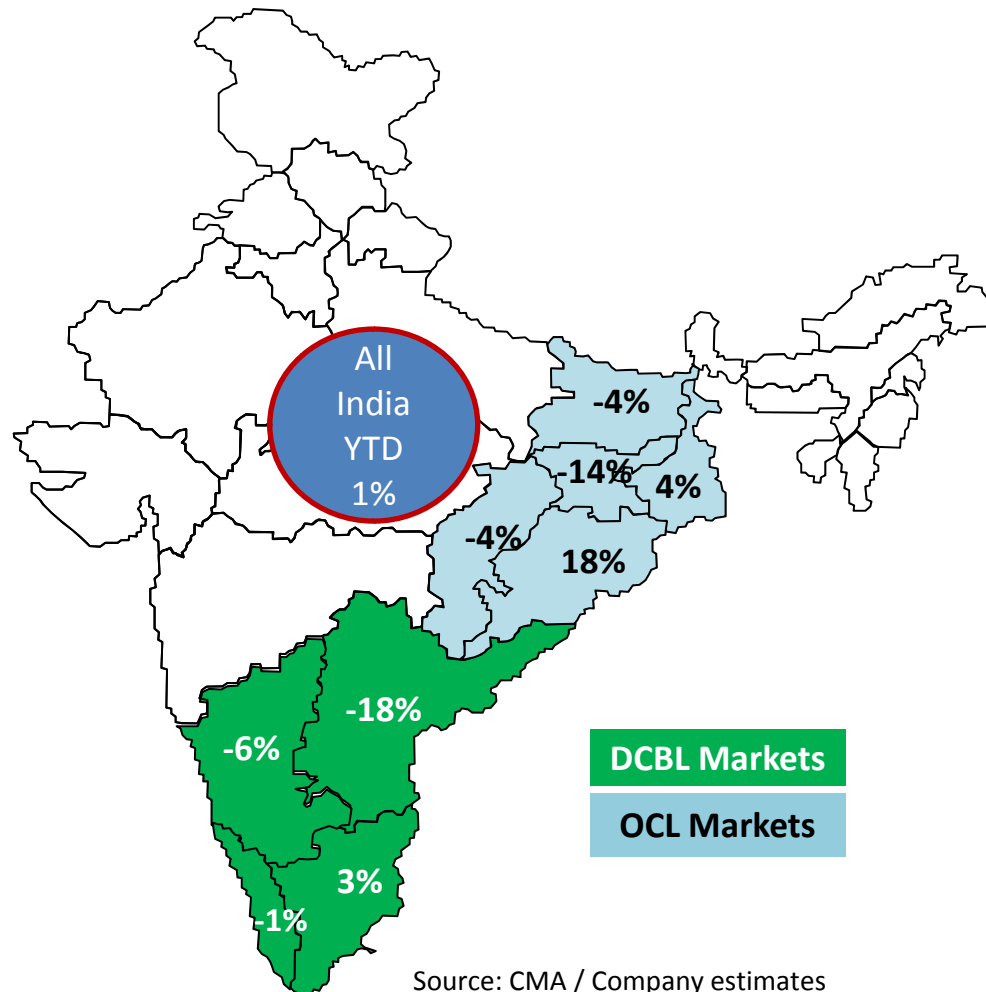 All
India
YTD
1%
-4%
-14%
4%
-4%
18%
-18%
-6%
3%
-1%
DCBL Markets
OCL Markets
Source: CMA / Company estimates